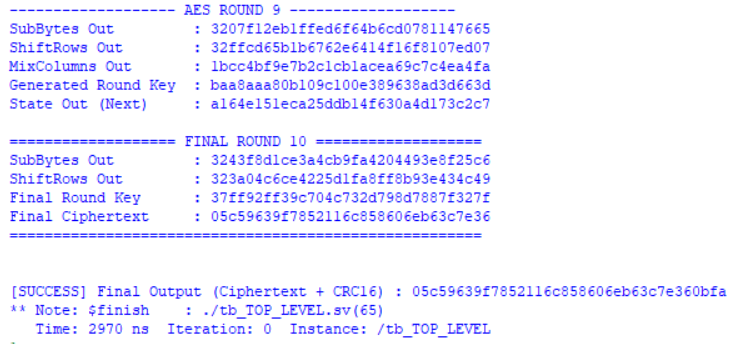 ------------------- AES ROUND 9 -------------------
SubBytes Out : 3207f12eb1ffed6f64b6cd0781147665
ShiftRows Out : 32ffcd65b1b6762e6414f16f8107ed07
MixColumns Out : 1bcc4bf9e7b2c1cb1acea69c7c4ea4fa
Generated Round Key : baa8aaa80b109c100e389638ad3d663d
State Out (Next) : a164e151eca25ddb14f630a4d173c2c7
=================== FINAL ROUND 10 ===================
SubBytes Out : 3243f8d1ce3a4cb9fa4204493e8f25c6
ShiftRows Out : 323a04c6ce4225d1fa8ff8b93e434c49
Final Round Key : 37ff92ff39c704c732d798d7887f327f
Final Ciphertext : 05c59639f7852116c858606eb63c7e36
======================================================
[SUCCESS] Final Output (Ciphertext + CRC16) : 05c59639f7852116c858606eb63c7e360bfa
** Note: $finish : ./tb_TOP_LEVEL.sv(65)
Time: 2970 ns Iteration: 0 Instance: /tb_TOP_LEVEL